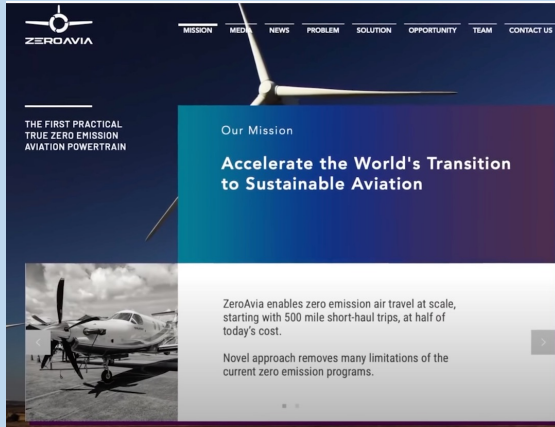 ZEROAVIA
MISSION
MEDIA
NEWS
PROBLEM
SOLUTION
OPPORTUNITY
TEAM
CONTACT US
THE FIRST PRACTICAL
TRUE ZERO EMISSION
AVIATION POWERTRAIN
Our Mission
Accelerate the World's Transition
to Sustainable Aviation
ZeroAvia enables zero emission air travel at scale,
starting with 500 mile short-haul trips, at half of
today's cost.
Novel approach removes many limitations of the
current zero emission programs.